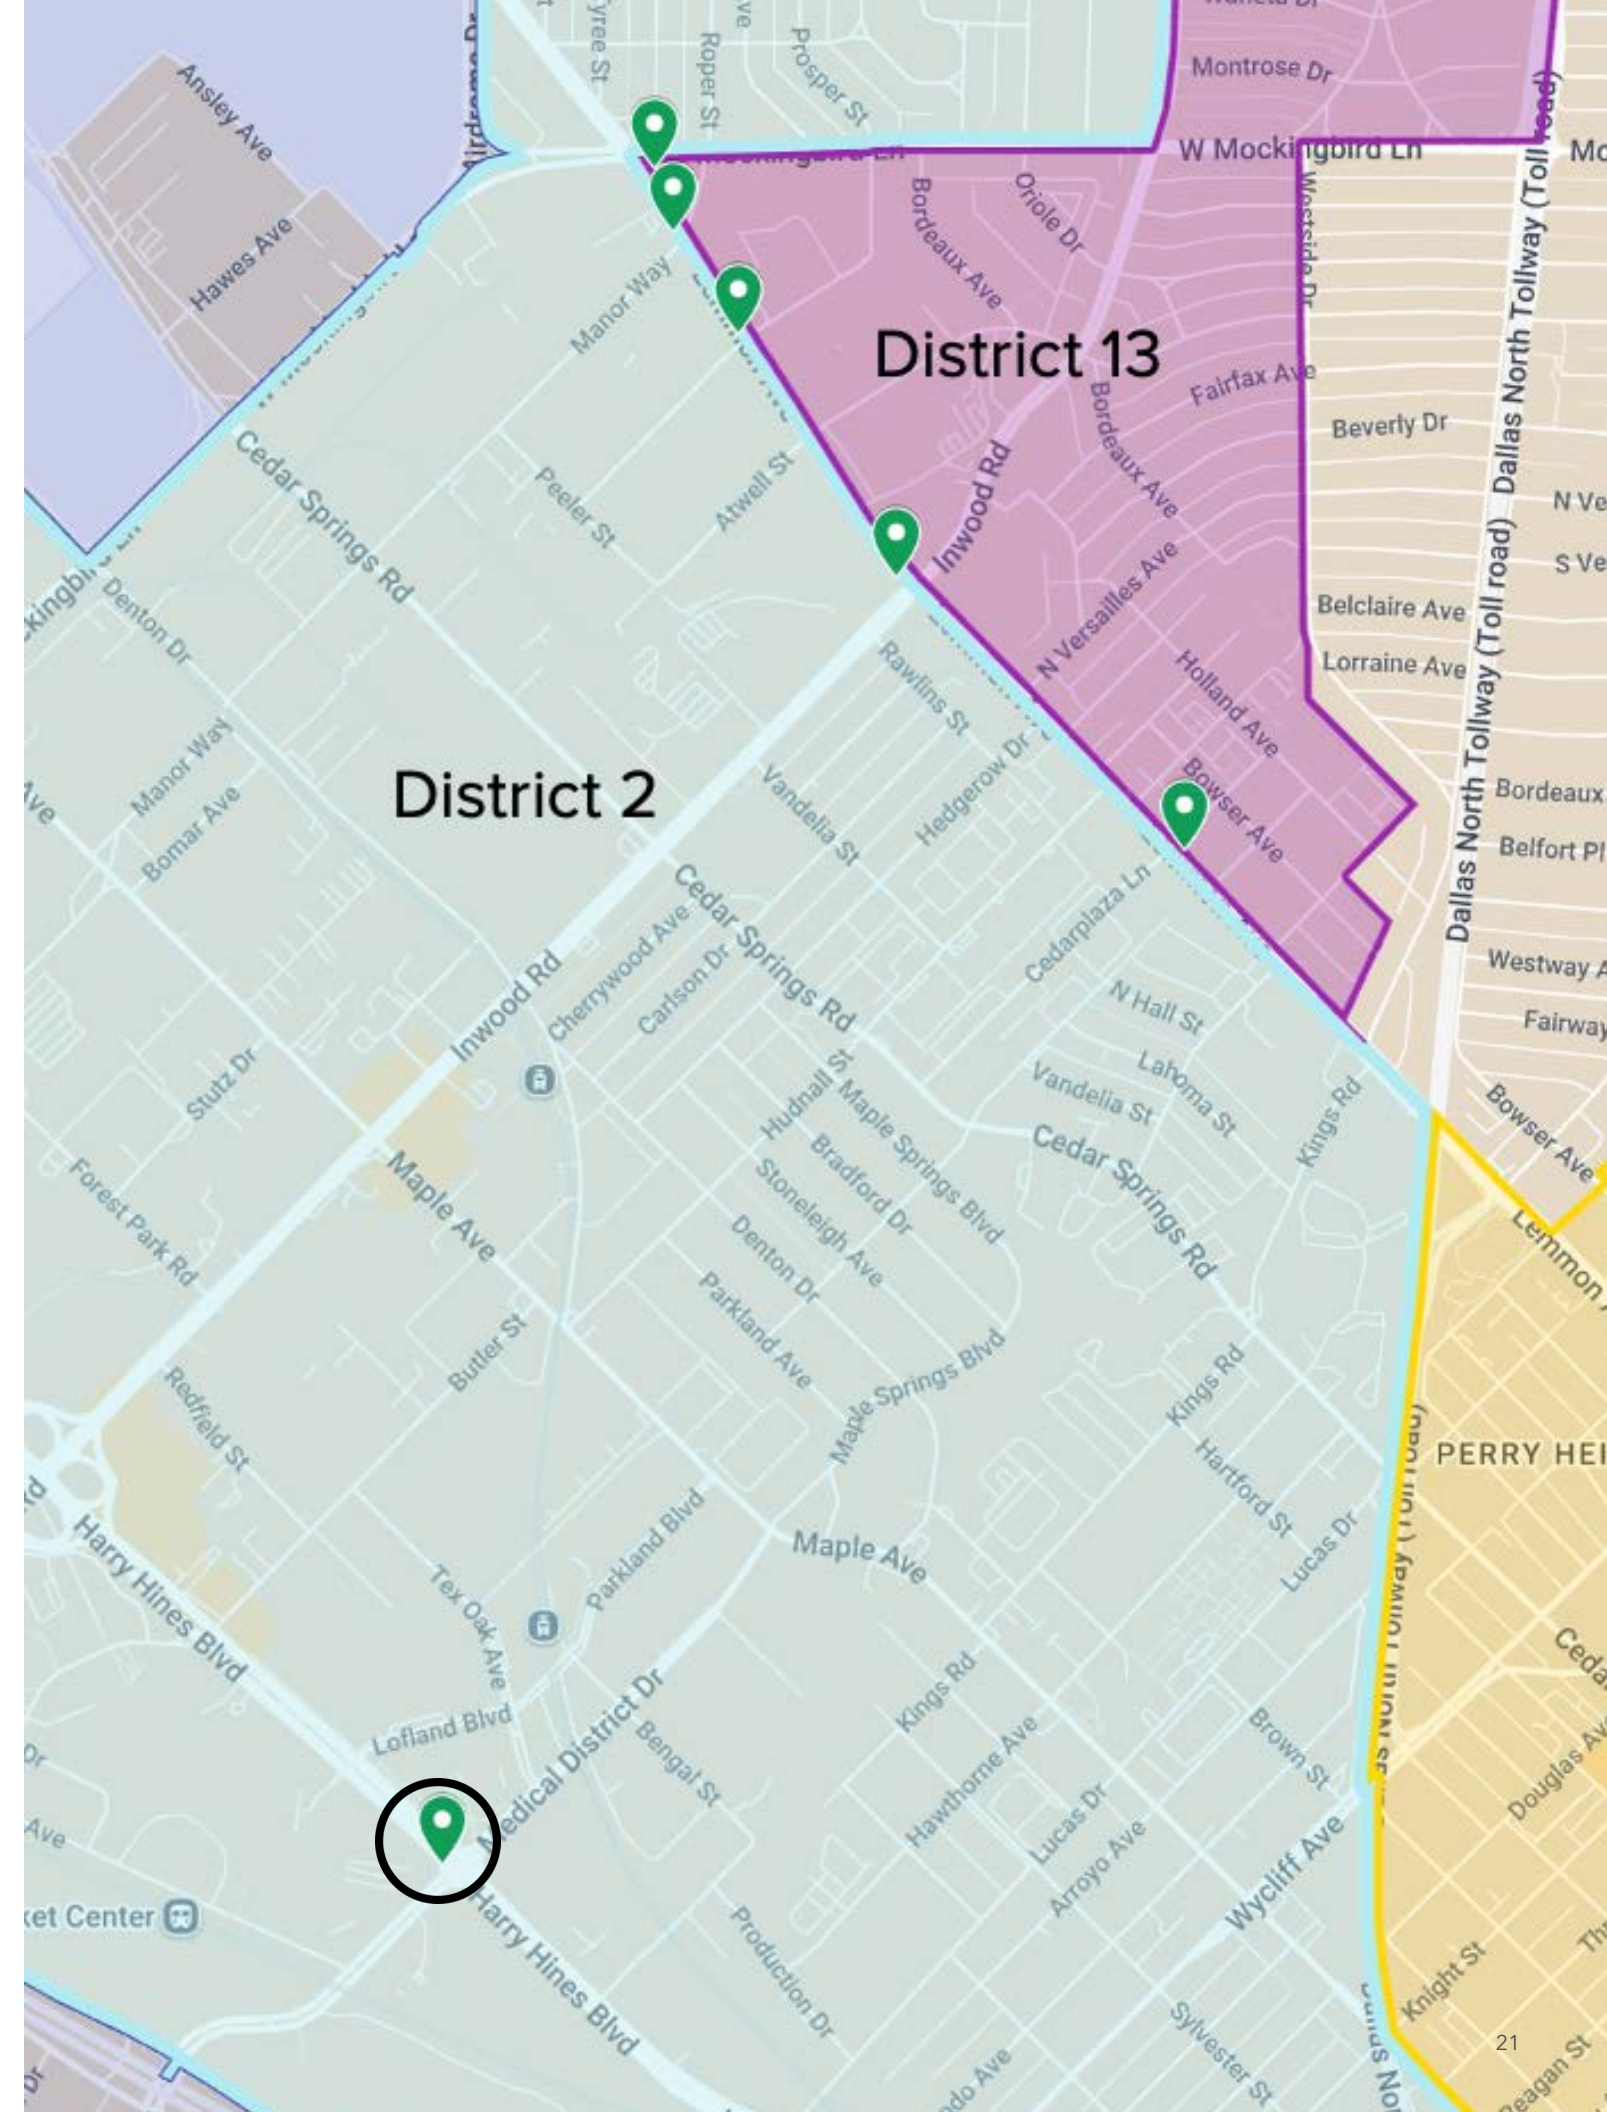 Prosper St
Roper St
Montrose Dr
Ansley Ave
W Mockingbird Ln
Hawes Ave
Bordeaux Ave
Oriole Dr
Westside Dr
Dallas North Tollway (Toll road)
Manor Way
District 13
Fairfax Ave
Beverly Dr
Bordeaux Ave
Cedar Springs Rd
Peeler St
Atwell St
Inwood Rd
Dallas North Tollway (Toll road)
N Versailles Ave
Belclaire Ave
Denton Dr
Rawlins St
Holland Ave
Lorraine Ave
Manor Way
Bomar Ave
District 2
Vandelia St
Hedgerow Dr
Bowser Ave
Bordeaux
Belfort Pl
Cedar Springs Rd
Cedarplaza Ln
Cherrywood Ave
Carlson Dr
Inwood Rd
N Hall St
Westway A
Fairway
Stutz Dr
Hudnall St
Maple Springs Blvd
Vandelia St
Lahoma St
Kings Rd
Bowser Ave
Bradford Dr
Cedar Springs Rd
Forest Park Rd
Maple Ave
Stoneleigh Ave
Denton Dr
Lemmon
Parkland Ave
Butler St
Maple Springs Blvd
Kings Rd
Redfield St
Hartford St
PERRY HEI
Harry Hines Blvd
Parkland Blvd
Maple Ave
Lucas Dr
Tex Oak Ave
Lofland Blvd
Medical District Dr
Bengal St
Kings Rd
Hawthorne Ave
Brown St
Douglas Av
Lucas Dr
Arroyo Ave
Wycliff Ave
ket Center
Harry Hines Blvd
Production Dr
Knight St
Sylvester St
21
Reagan St